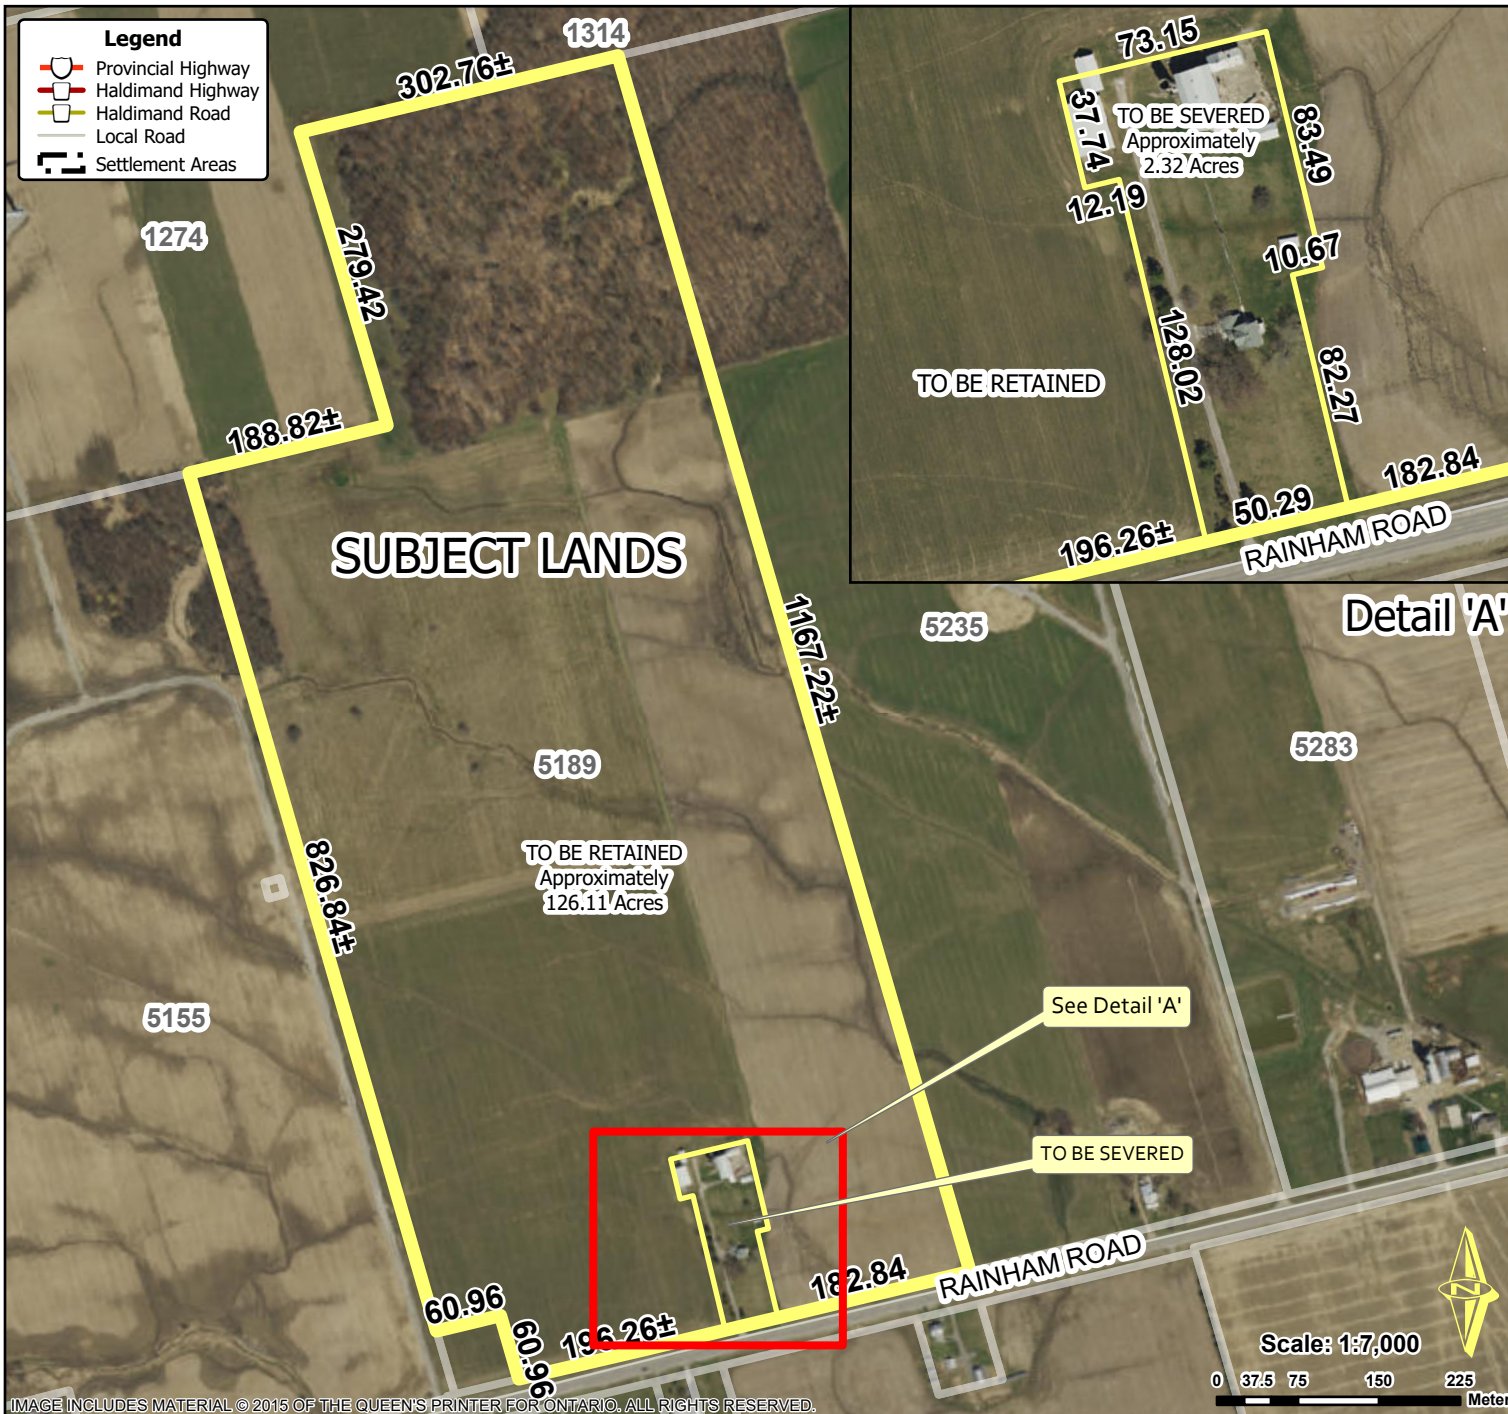 Legend
Provincial Highway
Haldimand Highway
Haldimand Road
Local Road
Settlement Areas
1314
302.76±
1274
279.42
188.82±
SUBJECT LANDS
1167.22±
5189
TO BE RETAINED
Approximately
126.11 Acres
826.84±
5155
5235
5283
73.15
37.74
TO BE SEVERED
Approximately
2.32 Acres
83.49
12.19
10.67
128.02
TO BE RETAINED
82.27
182.84
50.29
196.26±
RAINHAM ROAD
Detail 'A'
See Detail 'A'
TO BE SEVERED
182.84
RAINHAM ROAD
60.96
60.96
196.26±
N
Scale: 1:7,000
0 37.5 75 150 225
Meter
IMAGE INCLUDES MATERIAL © 2015 OF THE QUEEN'S PRINTER FOR ONTARIO. ALL RIGHTS RESERVED.